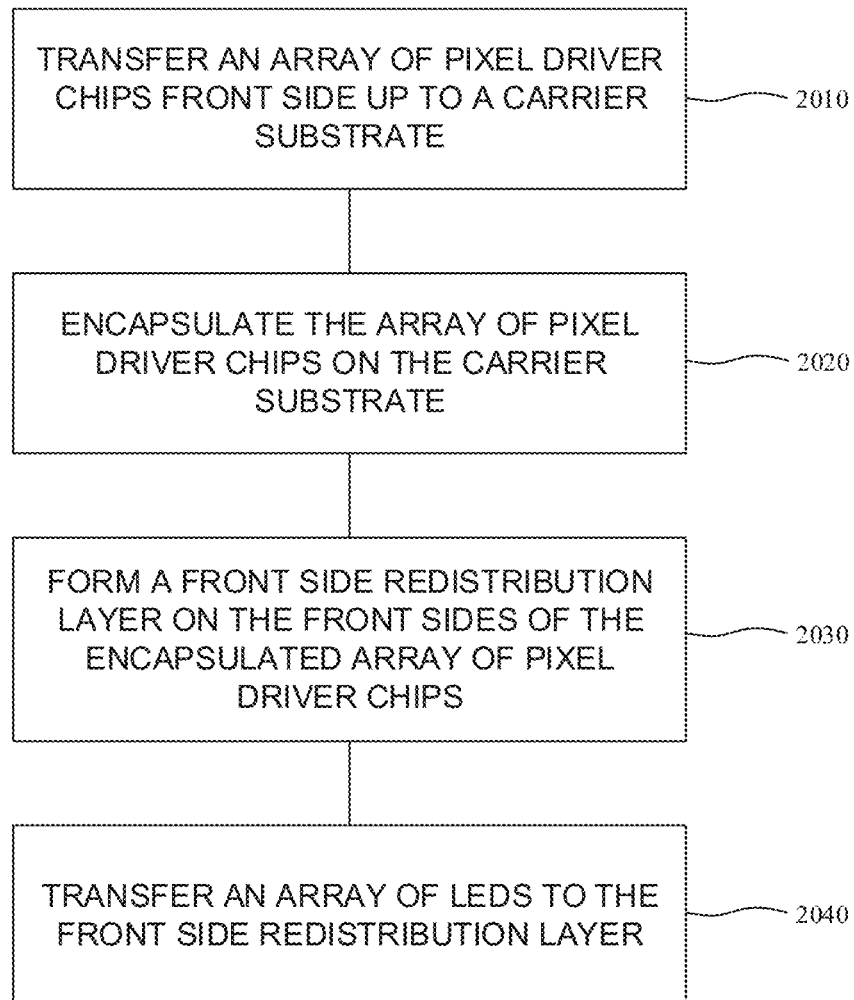 TRANSFER AN ARRAY OF PIXEL DRIVER
CHIPS FRONT SIDE UP TO A CARRIER
SUBSTRATE
2010
ENCAPSULATE THE ARRAY OF PIXEL
DRIVER CHIPS ON THE CARRIER
SUBSTRATE
2020
FORM A FRONT SIDE REDISTRIBUTION
LAYER ON THE FRONT SIDES OF THE
ENCAPSULATED ARRAY OF PIXEL
DRIVER CHIPS
2030
TRANSFER AN ARRAY OF LEDS TO THE
FRONT SIDE REDISTRIBUTION LAYER
2040